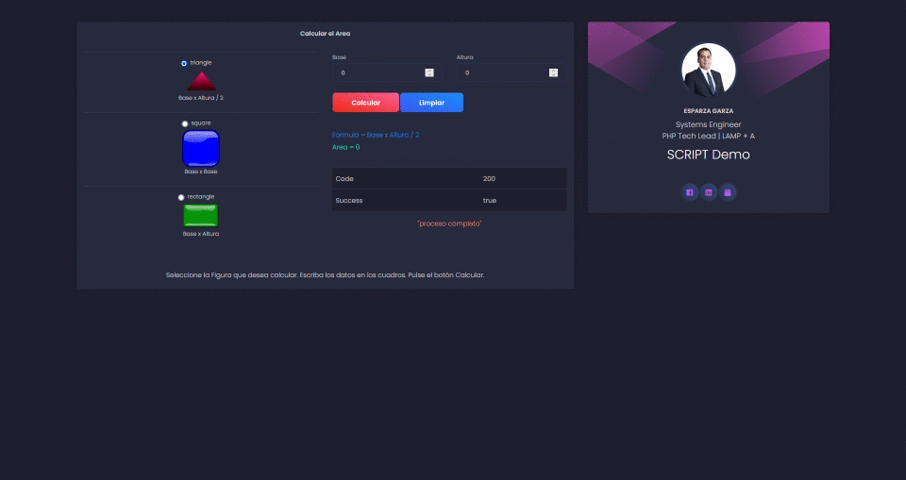 Calcular el Area
triangle
Base x Altura / 2
square
Base x Base
rectangle
Base x Altura
Base
Altura
0
0
Calcular
Limpiar
Formula = Base x Altura / 2
Area = 0
Code 200
Success true
"proceso completo"
Seleccione la Figura que desea calcular. Escriba los datos en los cuadros. Pulse el botón Calcular.
ESPARZA GARZA
Systems Engineer
PHP Tech Lead | LAMP + A
SCRIPT Demo